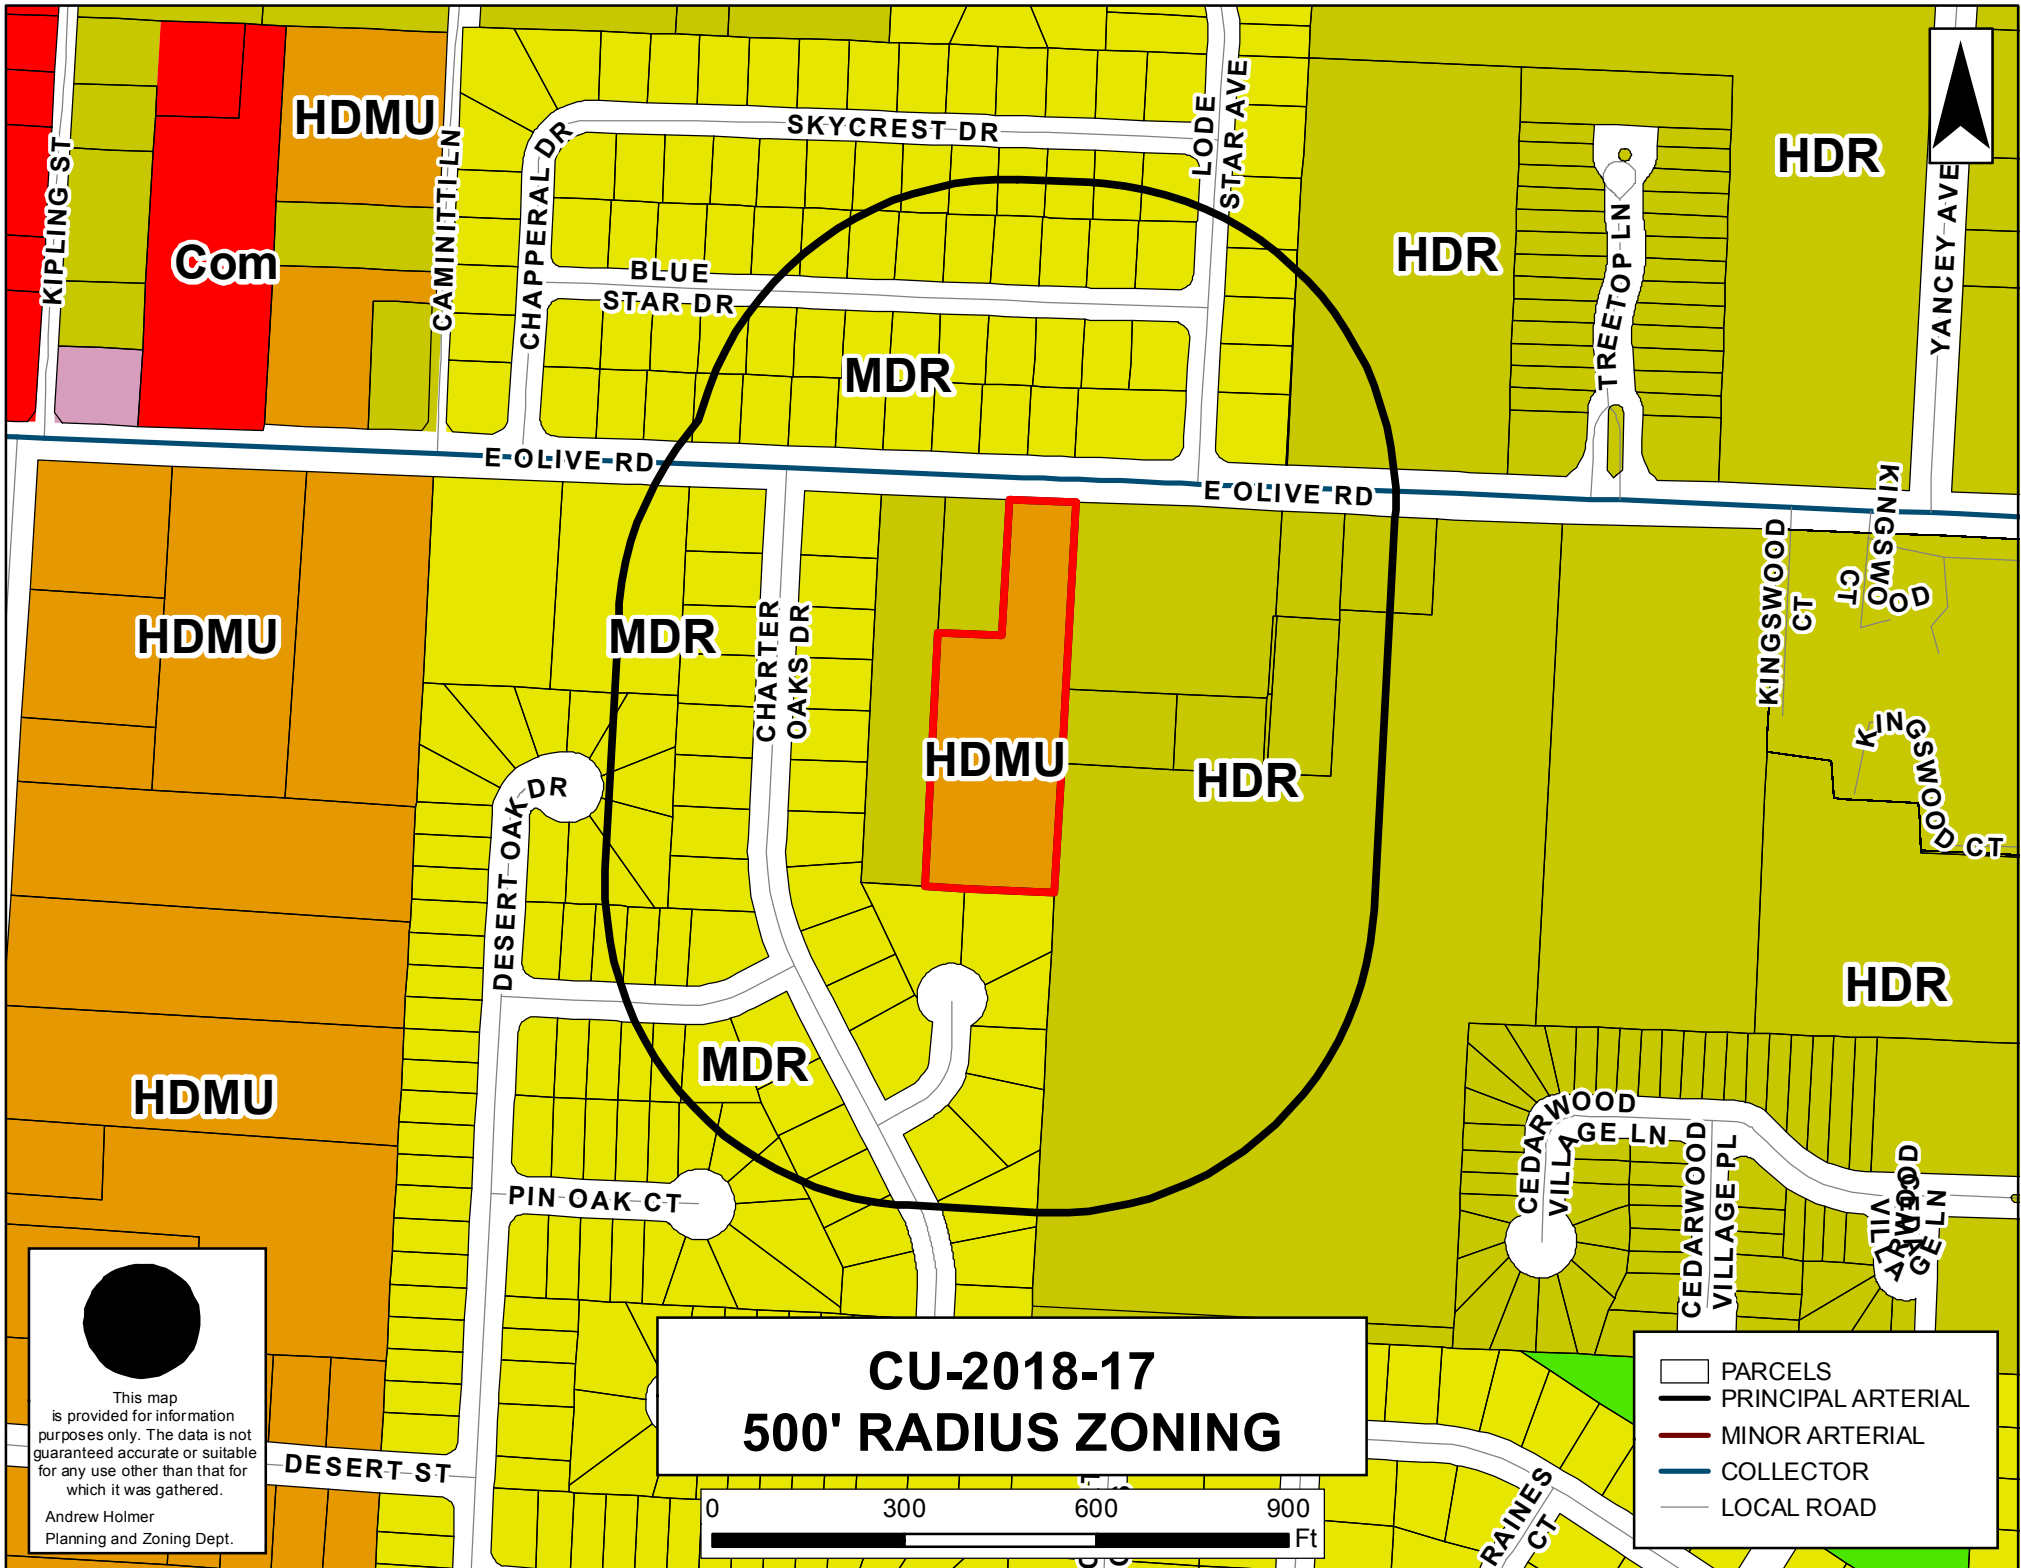 HDMU
SKYCREST DR
LODE
STAR AVE
HDR
KIPLING ST
CAMINITTI LN
CHAPPERAL DR
YANCEY AVE
TREETOP LN
HDR
Com
BLUE
STAR DR
MDR
E OLIVE RD
E OLIVE RD
KINGSWOOD
CT
KINGSWOOD
CT
HDMU
MDR
CHARTER
OAKS DR
KINGSWOOD CT
HDMU
HDR
DESERT OAK DR
HDR
MDR
HDMU
CEDARWOOD
VILLAGE LN
CEDARWOOD
VILLAGE PL
CEDARWOOD
VILLAGE LN
PIN OAK CT
This map
is provided for information
purposes only. The data is not
guaranteed accurate or suitable
for any use other than that for
which it was gathered.
Andrew Holmer
Planning and Zoning Dept.
DESERT ST
CU-2018-17
500' RADIUS ZONING
0 300 600 900
Ft
RAINES
CT
PARCELS
PRINCIPAL ARTERIAL
MINOR ARTERIAL
COLLECTOR
LOCAL ROAD